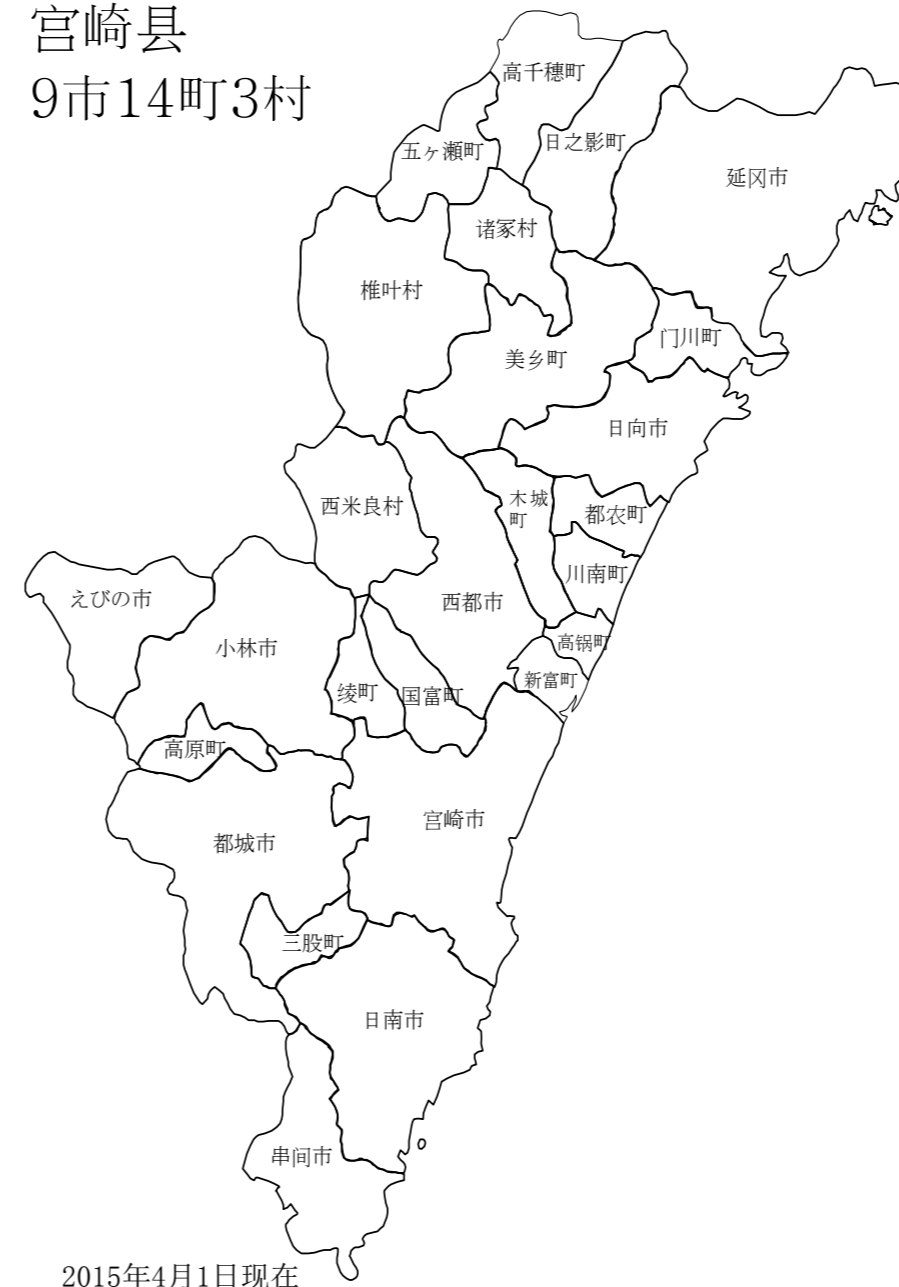 宫崎县
9市14町3村
高千穗町
五ヶ瀬町
日之影町
延冈市
诸冢村
椎叶村
门川町
美乡町
日向市
西米良村
木城
町
都农町
川南町
えびの市
西都市
小林市
高锅町
新富町
绫町
国富町
高原町
宫崎市
都城市
三股町
日南市
串间市
2015年4月1日现在